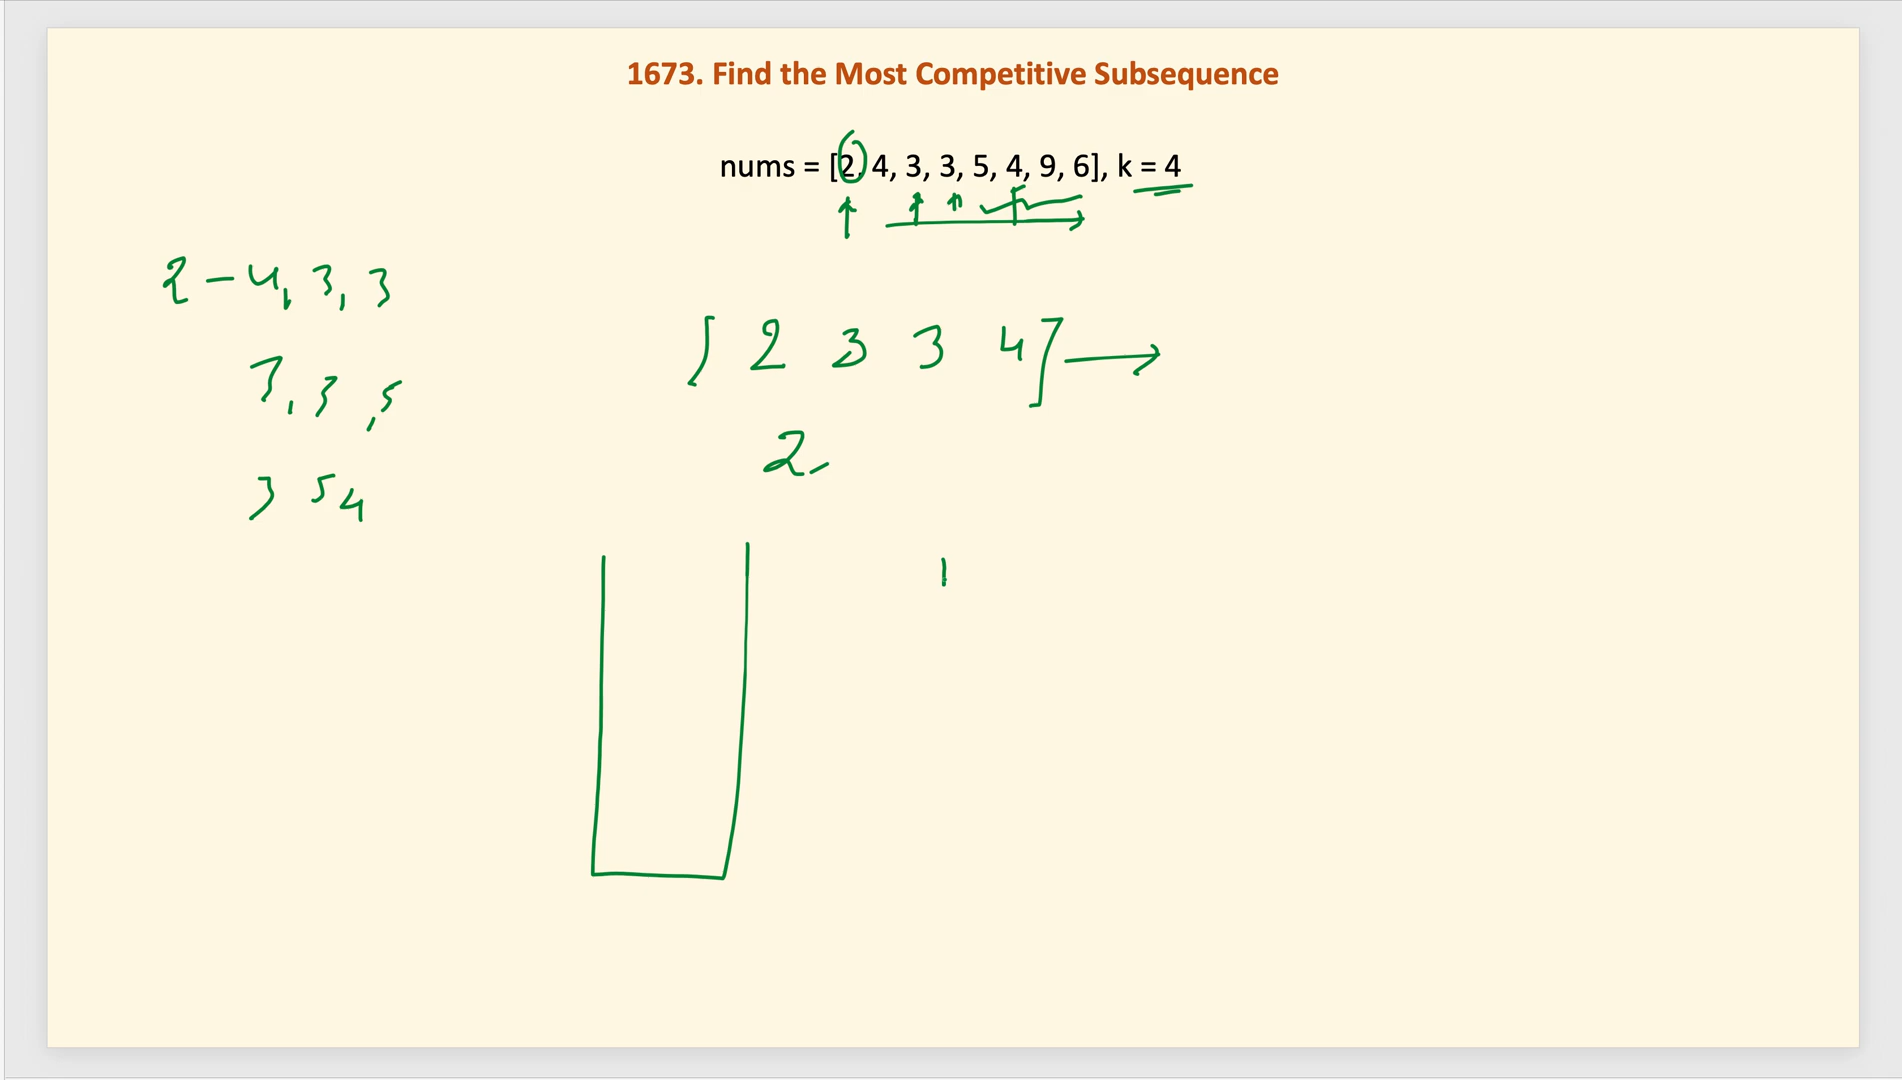 1673. Find the Most Competitive Subsequence
nums = [2, 4, 3, 3, 5, 4, 9, 6], k = 4
2 - 4, 3, 3
[ 2 3 3 4 ]
3, 3, 5
2
3 5 4